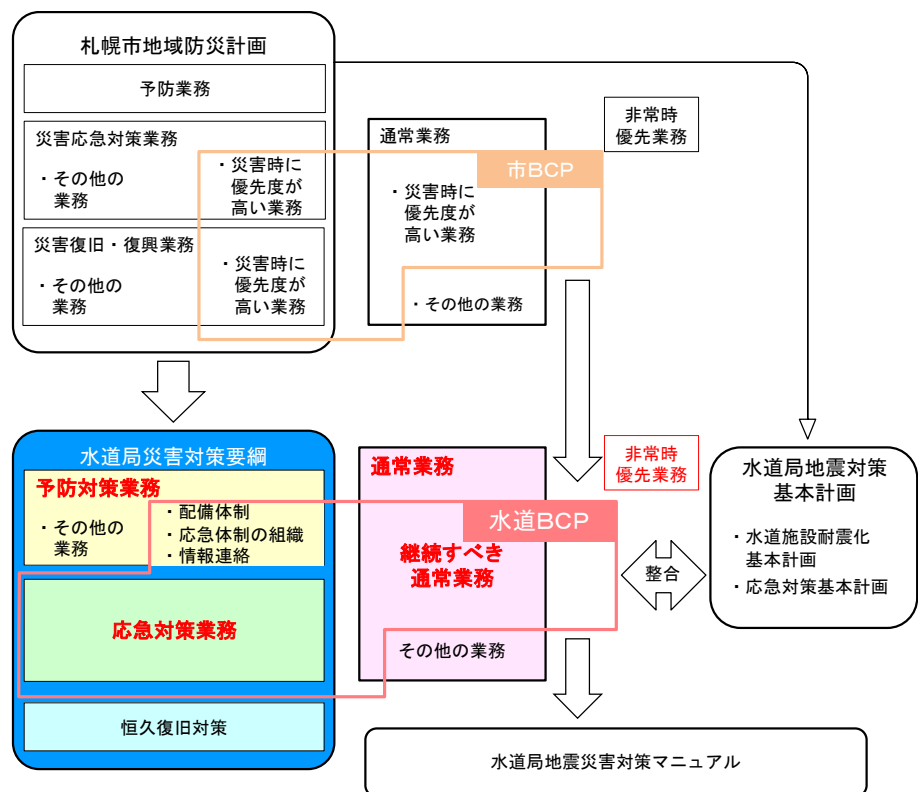 札幌市地域防災計画
予防業務
災害応急対策業務
・その他の
業務
・災害時に
優先度が
高い業務
災害復旧・復興業務
・その他の
業務
・災害時に
優先度が
高い業務
通常業務
・災害時に
優先度が
高い業務
・その他の業務
市BCP
非常時
優先業務
水道局災害対策要綱
予防対策業務
・その他の
業務
・配備体制
・応急体制の組織
・情報連絡
応急対策業務
恒久復旧対策
通常業務
継続すべき
通常業務
その他の業務
水道BCP
非常時
優先業務
整合
水道局地震対策
基本計画
・水道施設耐震化
基本計画
・応急対策基本計画
水道局地震災害対策マニュアル